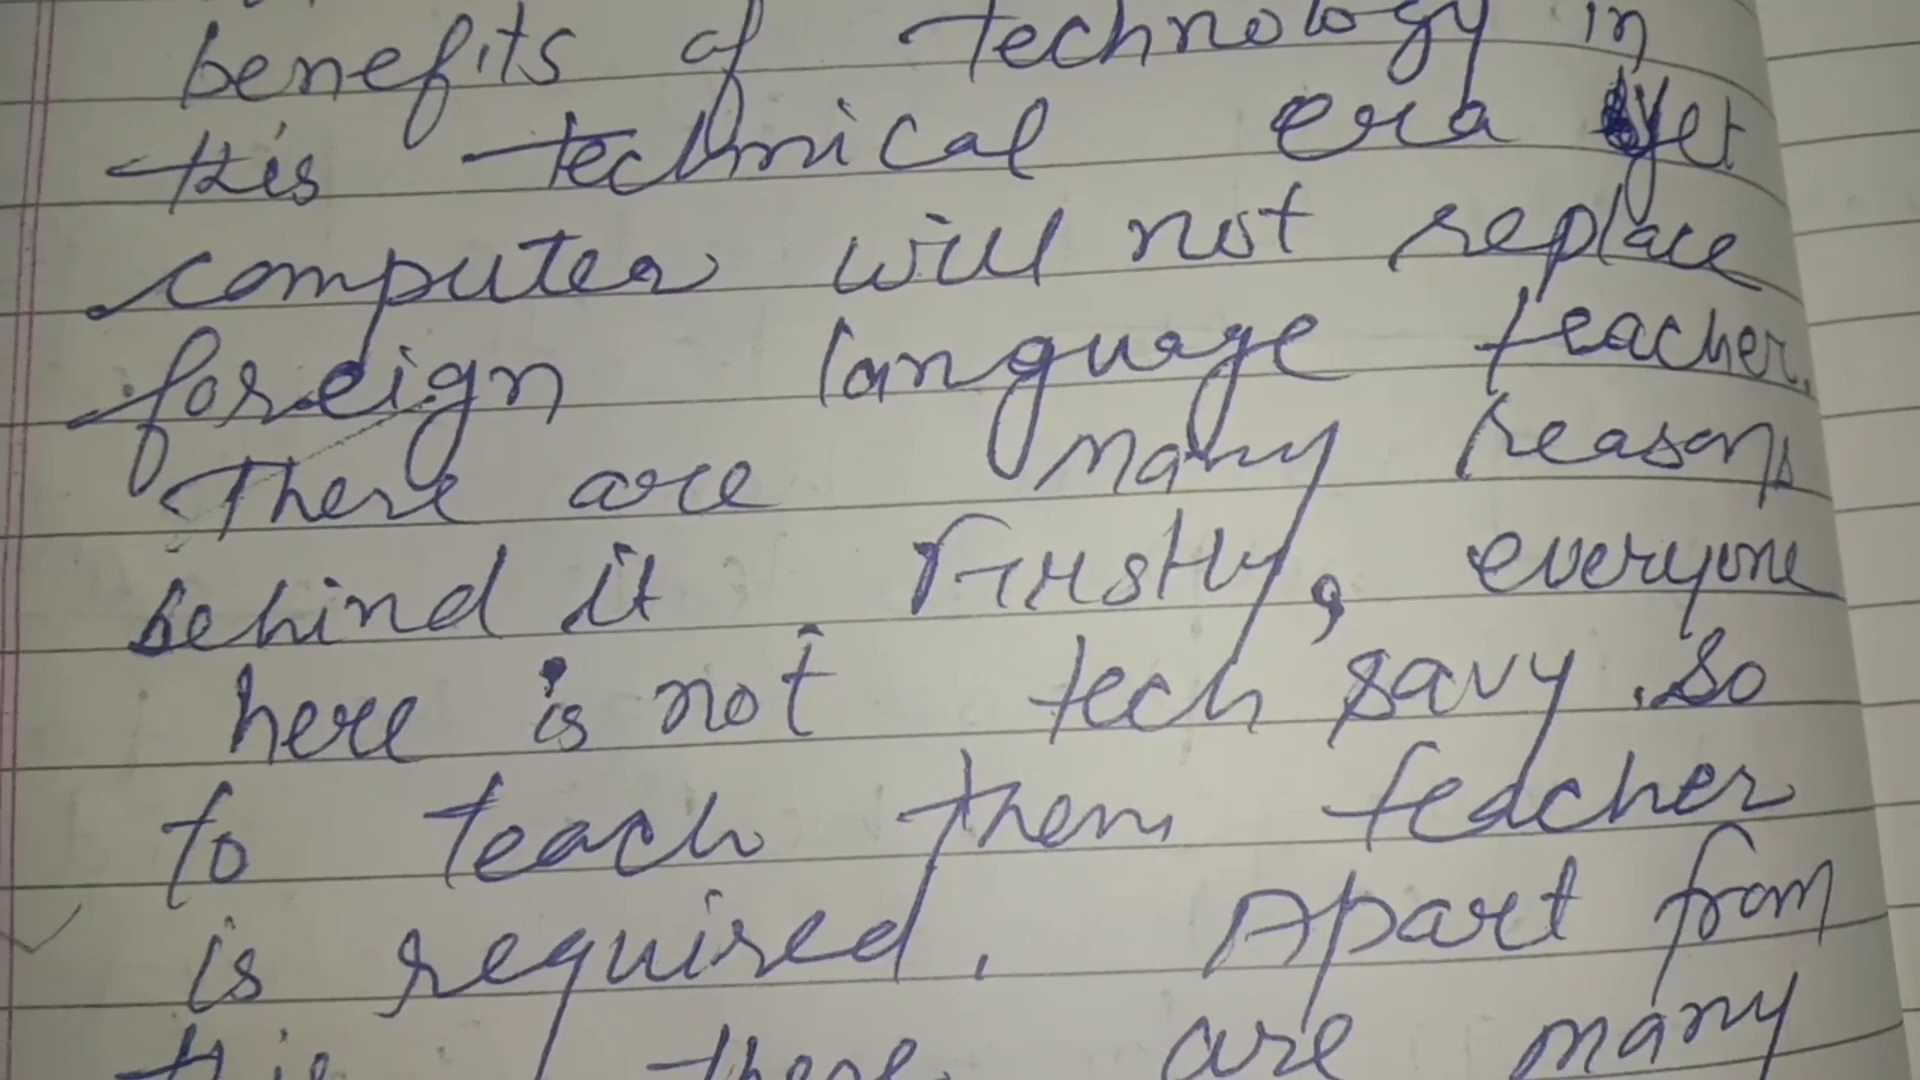 benefits of technology in
this technical era yet
computer will not replace
foreign language teacher.
There are many reasons
behind it. Firstly, everyone
here is not tech savy. So
to teach them teacher
is required. Apart from
this there are many